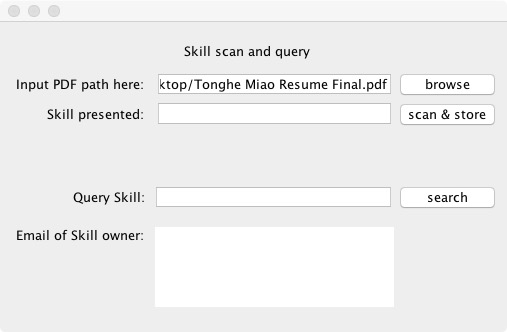 Skill scan and query
Input PDF path here: ktop/Tonghe Miao Resume Final.pdf browse
Skill presented: scan & store
Query Skill: search
Email of Skill owner: